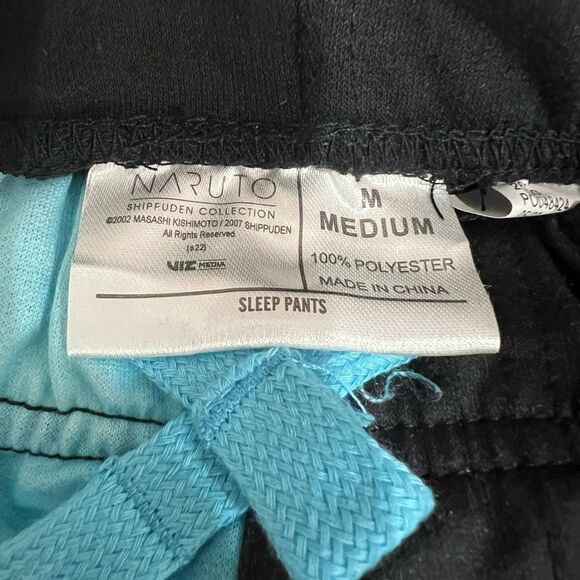 NARUTO
SHIPPUDEN COLLECTION
©2002 MASASHI KISHIMOTO / 2007 SHIPPUDEN
All Rights Reserved
(s22)
VIZ MEDIA
M
MEDIUM
100% POLYESTER
MADE IN CHINA
SLEEP PANTS